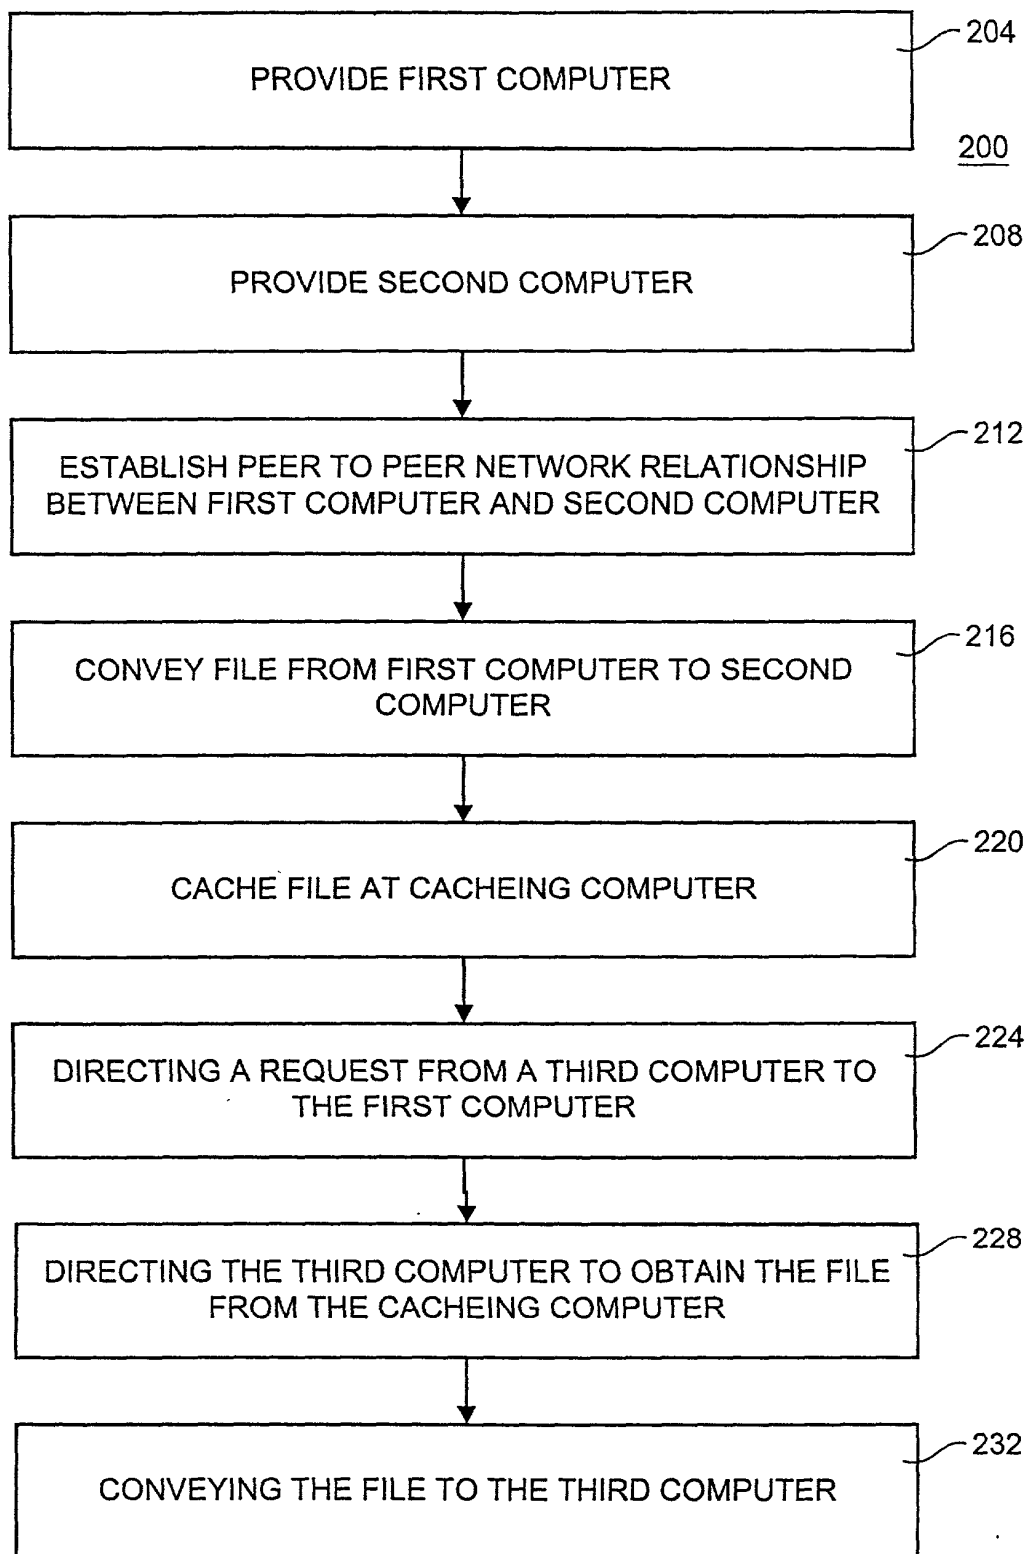 PROVIDE FIRST COMPUTER
204
200
PROVIDE SECOND COMPUTER
208
ESTABLISH PEER TO PEER NETWORK RELATIONSHIP
BETWEEN FIRST COMPUTER AND SECOND COMPUTER
212
CONVEY FILE FROM FIRST COMPUTER TO SECOND
COMPUTER
216
CACHE FILE AT CACHEING COMPUTER
220
DIRECTING A REQUEST FROM A THIRD COMPUTER TO
THE FIRST COMPUTER
224
DIRECTING THE THIRD COMPUTER TO OBTAIN THE FILE
FROM THE CACHEING COMPUTER
228
CONVEYING THE FILE TO THE THIRD COMPUTER
232